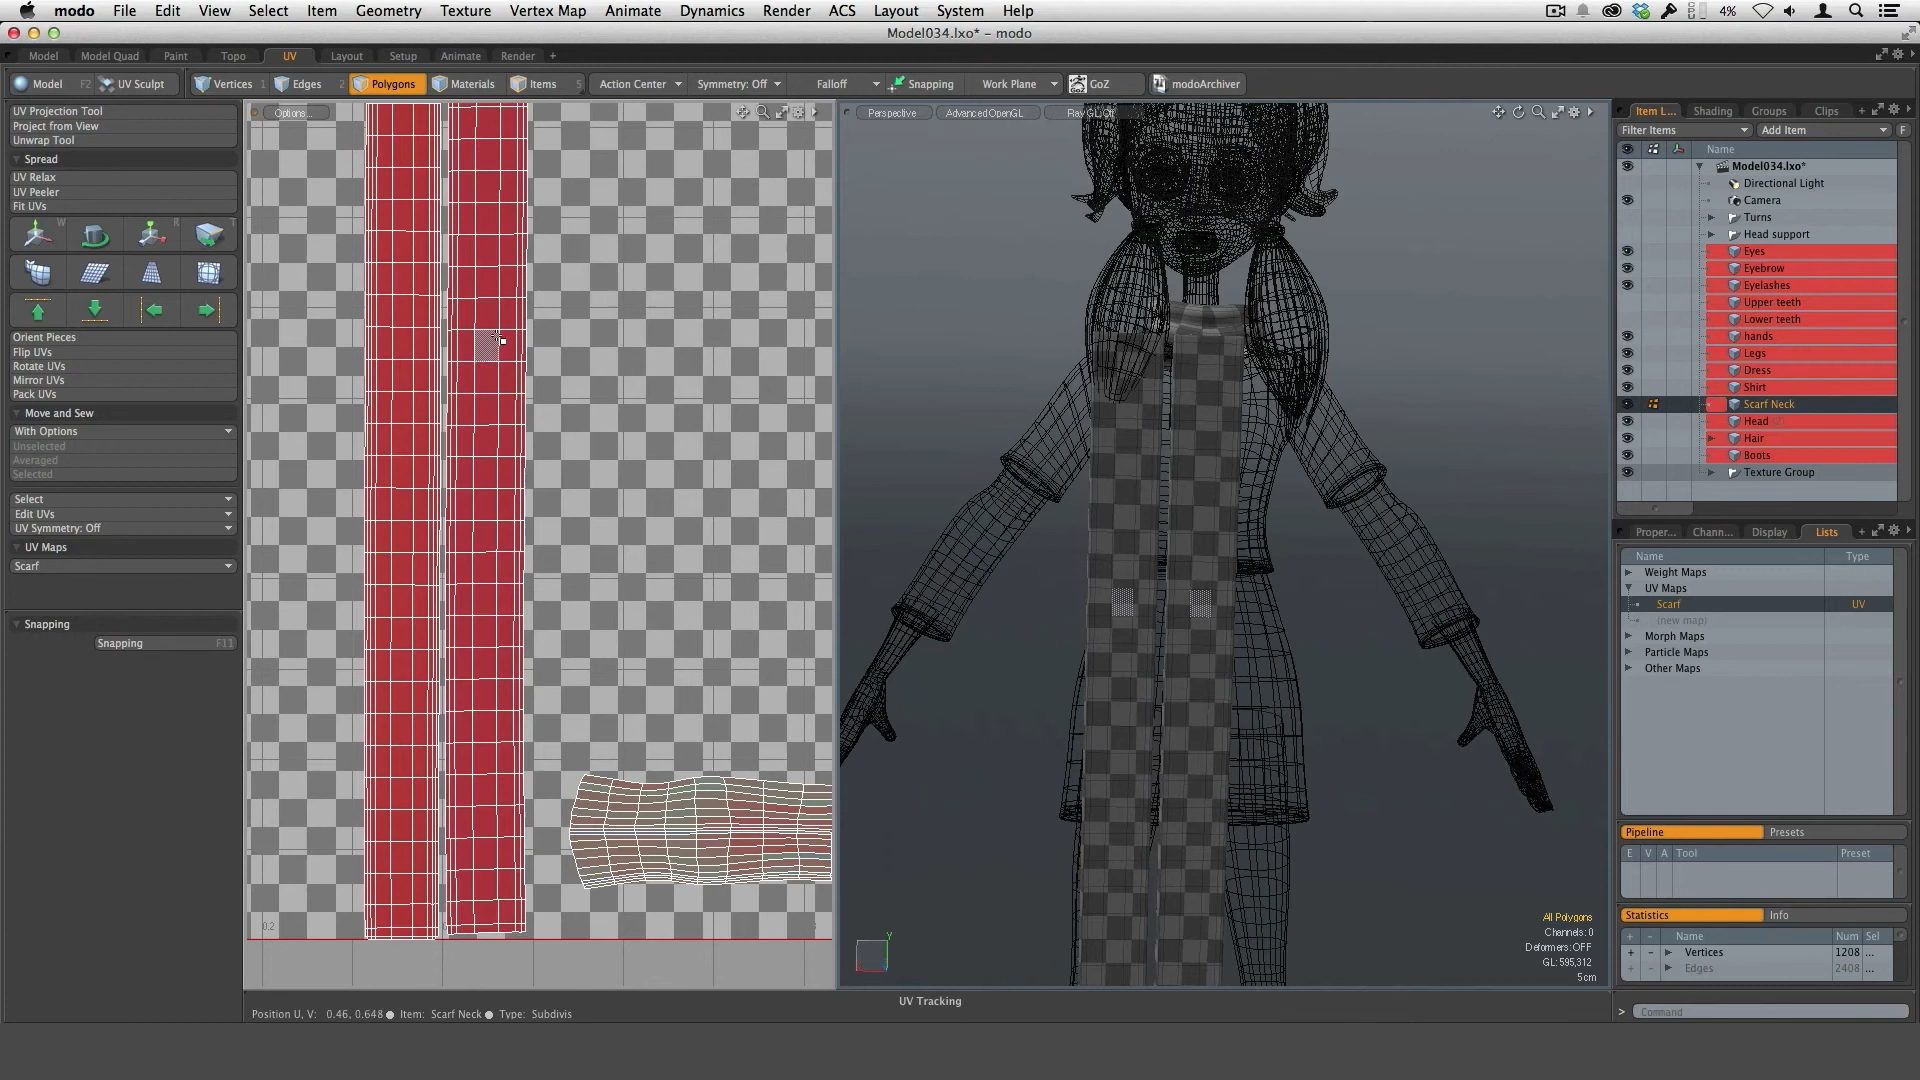 modo File Edit View Select Item Geometry Texture Vertex Map Animate Dynamics Render ACS Layout System Help 4%
Model034.lxo* – modo
Model Model Quad Paint Topo UV Layout Setup Animate Render +
Model F2 UV Sculpt Vertices 1 Edges 2 Polygons Materials Items 5 Action Center Symmetry: Off Falloff Snapping Work Plane GoZ modoArchiver
UV Projection Tool
Project from View
Unwrap Tool
Spread
UV Relax
UV Peeler
Fit UVs
W R T
Orient Pieces
Flip UVs
Rotate UVs
Mirror UVs
Pack UVs
Move and Sew
With Options
Unselected
Averaged
Selected
Select
Edit UVs
UV Symmetry: Off
UV Maps
Scarf
Snapping
Snapping F11
Options...
0.2
Position U, V: 0.46, 0.648 Item: Scarf Neck Type: Subdivis
Perspective Advanced OpenGL Ray GL: Off
All Polygons
Channels: 0
Deformers: OFF
GL: 595,312
5 cm
Y
UV Tracking
Item L... Shading Groups Clips +
Filter Items Add Item F
Name
Model034.lxo*
Directional Light
Camera
Turns
Head support
Eyes
Eyebrow
Eyelashes
Upper teeth
Lower teeth
hands
Legs
Dress
Shirt
Scarf Neck
Head (2)
Hair
Boots
Texture Group
Proper... Chann... Display Lists +
Name Type
Weight Maps
UV Maps
Scarf UV
(new map)
Morph Maps
Particle Maps
Other Maps
Pipeline Presets
E V A Tool Preset
Statistics Info
+ - Name Num Sel
+ - Vertices 1208 ...
+ - Edges 2408 ...
> Command